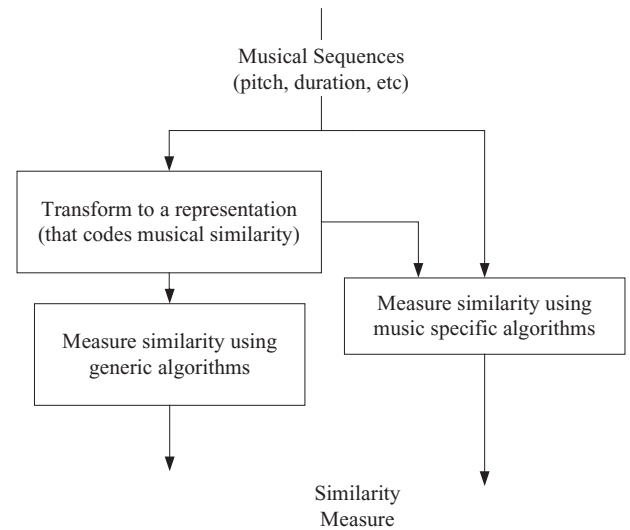 Musical Sequences
(pitch, duration, etc)
Transform to a representation
(that codes musical similarity)
Measure similarity using
generic algorithms
Measure similarity using
music specific algorithms
Similarity
Measure